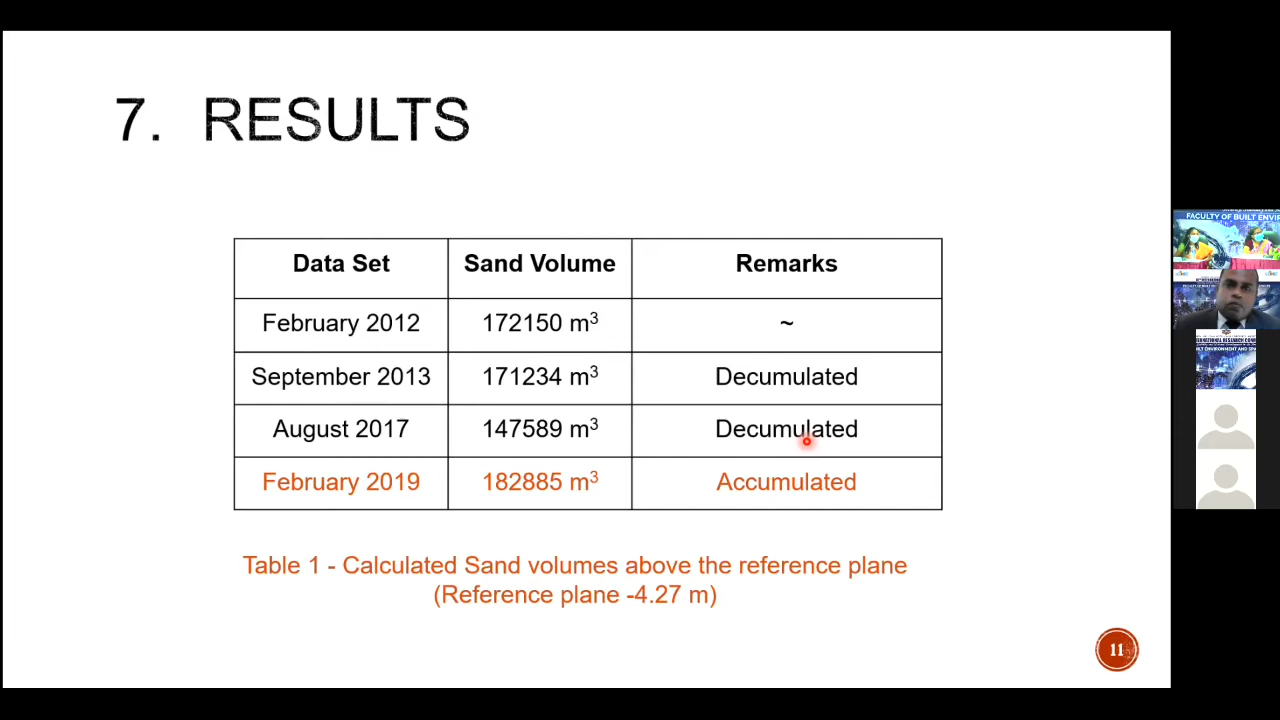 7. RESULTS
Data Set Sand Volume Remarks
February 2012 172150 m³ ~
September 2013 171234 m³ Decumulated
August 2017 147589 m³ Decumulated
February 2019 182885 m³ Accumulated
Table 1 - Calculated Sand volumes above the reference plane
(Reference plane -4.27 m)
11
FACULTY OF BUILT ENVIR